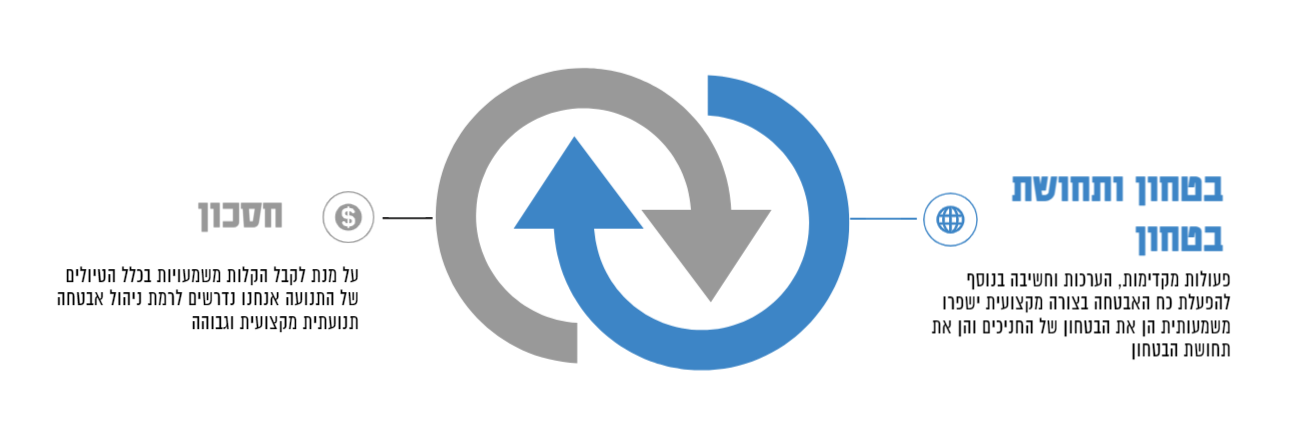 בטחון ותחושת
בטחון
פעולות מקדימות, הערכות וחשיבה בנוסף
להפעלת כח האבטחה בצורה מקצועית ישפרו
משמעותית הן את הבטחון של החניכים והן את
תחושת הבטחון
חסכון
על מנת לקבל הקלות משמעויות בכלל הטיולים
של התנועה אנחנו נדרשים לרמת ניהול אבטחה
תנועתית מקצועית וגבוהה